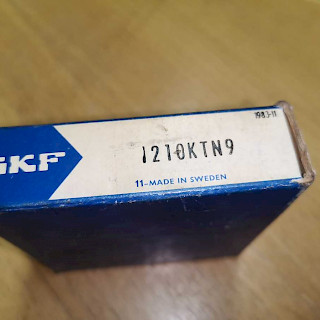 1983-11
SKF
1210KTN9
11-MADE IN SWEDEN